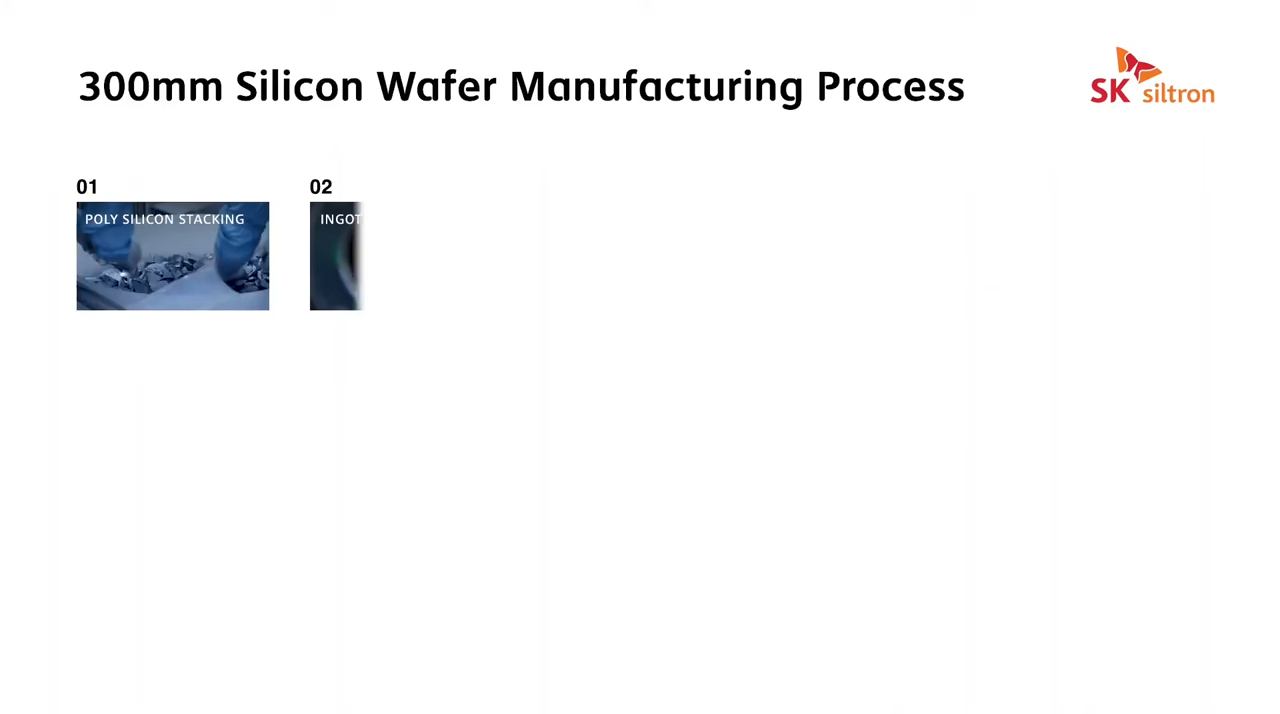 300mm Silicon Wafer Manufacturing Process
SK siltron
01
02
POLY SILICON STACKING
INGOT